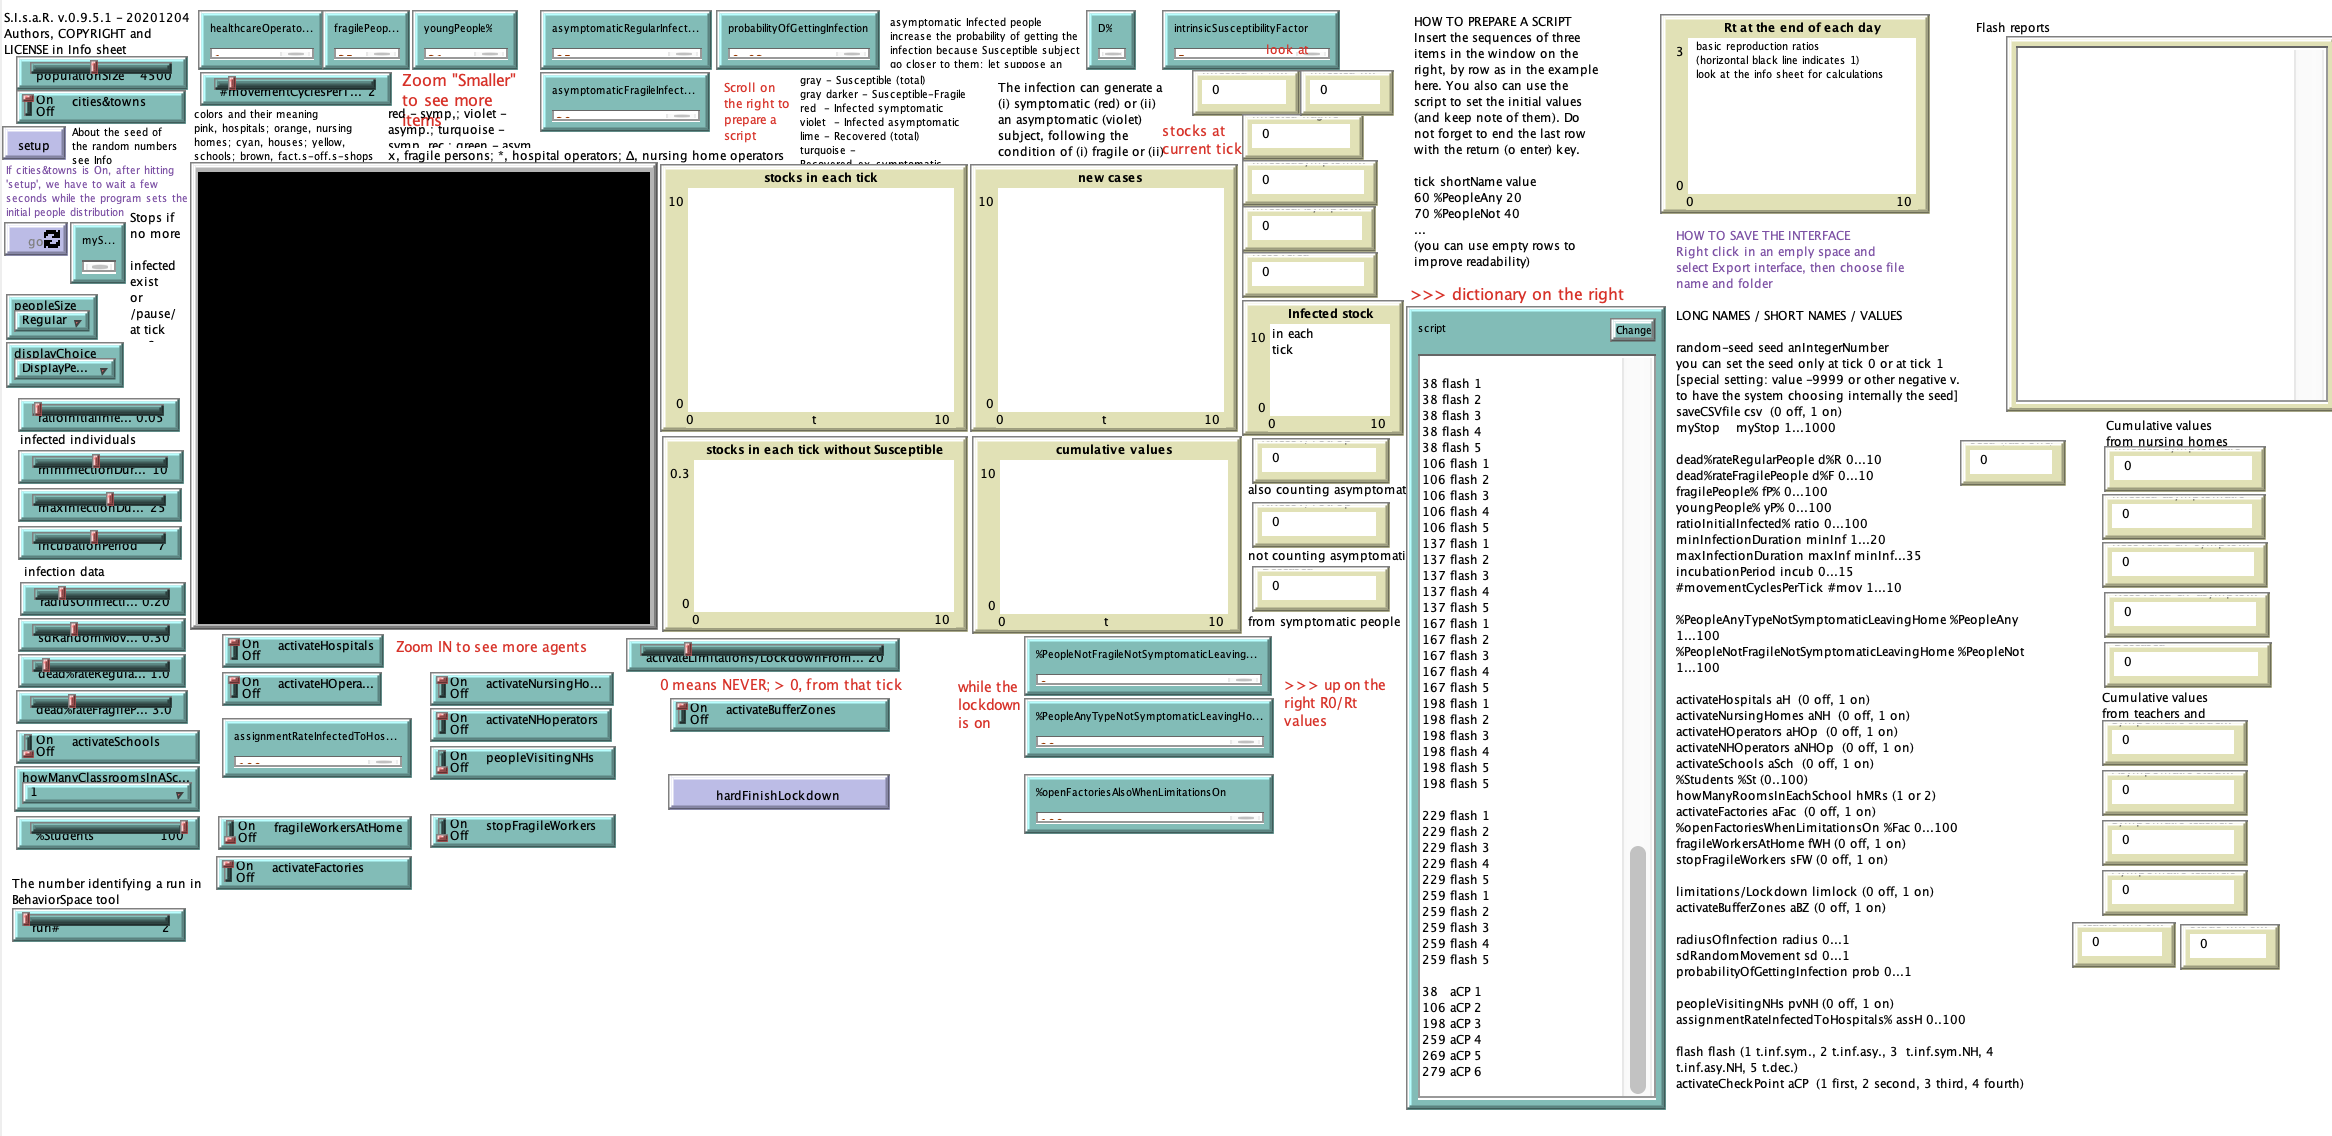 S.I.s.a.R. v.0.9.5.1 - 20201204
Authors, COPYRIGHT and
LICENSE in Info sheet
populationSize 4500
On
Off
cities&towns
setup
About the seed of
the random numbers
see Info
If cities&towns is On, after hitting
'setup', we have to wait a few
seconds while the program sets the
initial people distribution
go
myS...
Stops if
no more
infected
exist
or
/pause/
at tick
peopleSize
Regular
displayChoice
DisplayPe...
ratioInitialInfe... 0.05
infected individuals
minInfectionDur... 10
maxInfectionDu... 25
incubationPeriod 7
infection data
radiusOfInfecti... 0.20
sdRandomMov... 0.50
dead%rateRegula... 1.0
dead%rateFragileP... 3.0
On
Off
activateSchools
howManyClassroomsInASc...
1
%Students 100
The number identifying a run in
BehaviorSpace tool
run# 2
healthcareOperato...
fragilePeop...
youngPeople%
#movementCyclesPerT... 2
Zoom "Smaller"
to see more
items
colors and their meaning
pink, hospitals; orange, nursing
homes; cyan, houses; yellow,
schools; brown, fact.s-off.s-shops
red - symp.; violet -
asymp.; turquoise -
symp. rec.; green - asym.
x, fragile persons; *, hospital operators; Δ, nursing home operators
asymptomaticRegularInfect...
asymptomaticFragileInfect...
probabilityOfGettingInfection
Scroll on
the right to
prepare a
script
asymptomatic Infected people
increase the probability of getting the
infection because Susceptible subject
go closer to them: let suppose an
gray - Susceptible (total)
gray darker - Susceptible-Fragile
red - Infected symptomatic
violet - Infected asymptomatic
lime - Recovered (total)
turquoise -
Recovered ex symptomatic
D%
intrinsicSusceptibilityFactor
look at
The infection can generate a
(i) symptomatic (red) or (ii)
an asymptomatic (violet)
subject, following the
condition of (i) fragile or (ii)
stocks at
current tick
0
0
0
0
0
0
stocks in each tick
10
0
0
t
10
new cases
10
0
0
t
10
Infected stock
in each
tick
10
0
0
10
stocks in each tick without Susceptible
0.3
0
0
10
cumulative values
10
0
0
t
10
0
also counting asymptomat
0
not counting asymptomati
0
from symptomatic people
On
Off
activateHospitals
Zoom IN to see more agents
On
Off
activateHOpera...
On
Off
activateNursingHo...
On
Off
activateNHoperators
assignmentRateInfectedToHos...
On
Off
peopleVisitingNHs
On
Off
fragileWorkersAtHome
On
Off
stopFragileWorkers
On
Off
activateFactories
activateLimitations/LockdownFrom... 20
0 means NEVER; > 0, from that tick
On
Off
activateBufferZones
hardFinishLockdown
while the
lockdown
is on
%PeopleNotFragileNotSymptomaticLeaving...
%PeopleAnyTypeNotSymptomaticLeavingHo...
%openFactoriesAlsoWhenLimitationsOn
>>> up on the
right R0/Rt
values
HOW TO PREPARE A SCRIPT
Insert the sequences of three
items in the window on the
right, by row as in the example
here. You also can use the
script to set the initial values
(and keep note of them). Do
not forget to end the last row
with the return (o enter) key.
tick shortName value
60 %PeopleAny 20
70 %PeopleNot 40
...
(you can use empty rows to
improve readability)
>>> dictionary on the right
script
Change
38 flash 1
38 flash 2
38 flash 3
38 flash 4
38 flash 5
106 flash 1
106 flash 2
106 flash 3
106 flash 4
106 flash 5
137 flash 1
137 flash 2
137 flash 3
137 flash 4
137 flash 5
167 flash 1
167 flash 2
167 flash 3
167 flash 4
167 flash 5
198 flash 1
198 flash 2
198 flash 3
198 flash 4
198 flash 5
198 flash 5
229 flash 1
229 flash 2
229 flash 3
229 flash 4
229 flash 5
259 flash 1
259 flash 2
259 flash 3
259 flash 4
259 flash 5
38 aCP 1
106 aCP 2
198 aCP 3
259 aCP 4
269 aCP 5
279 aCP 6
Rt at the end of each day
basic reproduction ratios
(horizontal black line indicates 1)
look at the info sheet for calculations
3
0
0
10
HOW TO SAVE THE INTERFACE
Right click in an emply space and
select Export interface, then choose file
name and folder
LONG NAMES / SHORT NAMES / VALUES
random-seed seed anIntegerNumber
you can set the seed only at tick 0 or at tick 1
[special setting: value -9999 or other negative v.
to have the system choosing internally the seed]
saveCSVfile csv (0 off, 1 on)
myStop myStop 1...1000
dead%rateRegularPeople d%R 0...10
dead%rateFragilePeople d%F 0...10
fragilePeople% fP% 0...100
youngPeople% yP% 0...100
ratioInitialInfected% ratio 0...100
minInfectionDuration minInf 1...20
maxInfectionDuration maxInf minInf...35
incubationPeriod incub 0...15
#movementCyclesPerTick #mov 1...10
%PeopleAnyTypeNotSymptomaticLeavingHome %PeopleAny
1...100
%PeopleNotFragileNotSymptomaticLeavingHome %PeopleNot
1...100
activateHospitals aH (0 off, 1 on)
activateNursingHomes aNH (0 off, 1 on)
activateHOperators aHOp (0 off, 1 on)
activateNHOperators aNHOp (0 off, 1 on)
activateSchools aSch (0 off, 1 on)
%Students %St (0..100)
howManyRoomsInEachSchool hMRs (1 or 2)
activateFactories aFac (0 off, 1 on)
%openFactoriesWhenLimitationsOn %Fac 0...100
fragileWorkersAtHome fWH (0 off, 1 on)
stopFragileWorkers sFW (0 off, 1 on)
limitations/Lockdown limlock (0 off, 1 on)
activateBufferZones aBZ (0 off, 1 on)
radiusOfInfection radius 0...1
sdRandomMovement sd 0...1
probabilityOfGettingInfection prob 0...1
peopleVisitingNHs pvNH (0 off, 1 on)
assignmentRateInfectedToHospitals% assH 0..100
flash flash (1 t.inf.sym., 2 t.inf.asy., 3 t.inf.sym.NH, 4
t.inf.asy.NH, 5 t.dec.)
activateCheckPoint aCP (1 first, 2 second, 3 third, 4 fourth)
Flash reports
0
Cumulative values
from nursing homes
0
0
0
0
0
Cumulative values
from teachers and
0
0
0
0
0
0